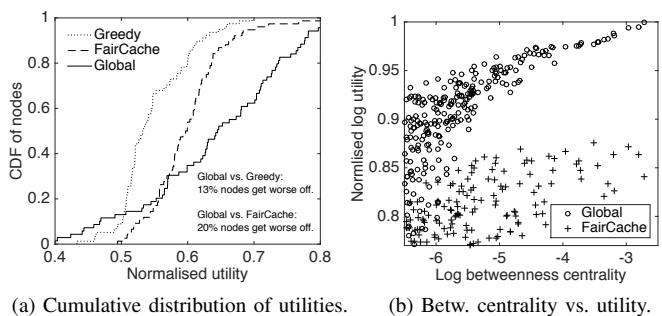 Greedy
FairCache
Global
CDF of nodes
1
0.8
0.6
0.4
0.2
0
Global vs. Greedy:
13% nodes get worse off.
Global vs. FairCache:
20% nodes get worse off.
0.4 0.5 0.6 0.7 0.8
Normalised utility
(a) Cumulative distribution of utilities.
Normlised log utility
1
0.95
0.9
0.85
0.8
Global
FairCache
-6 -5 -4 -3
Log betweenness centrality
(b) Betw. centrality vs. utility.